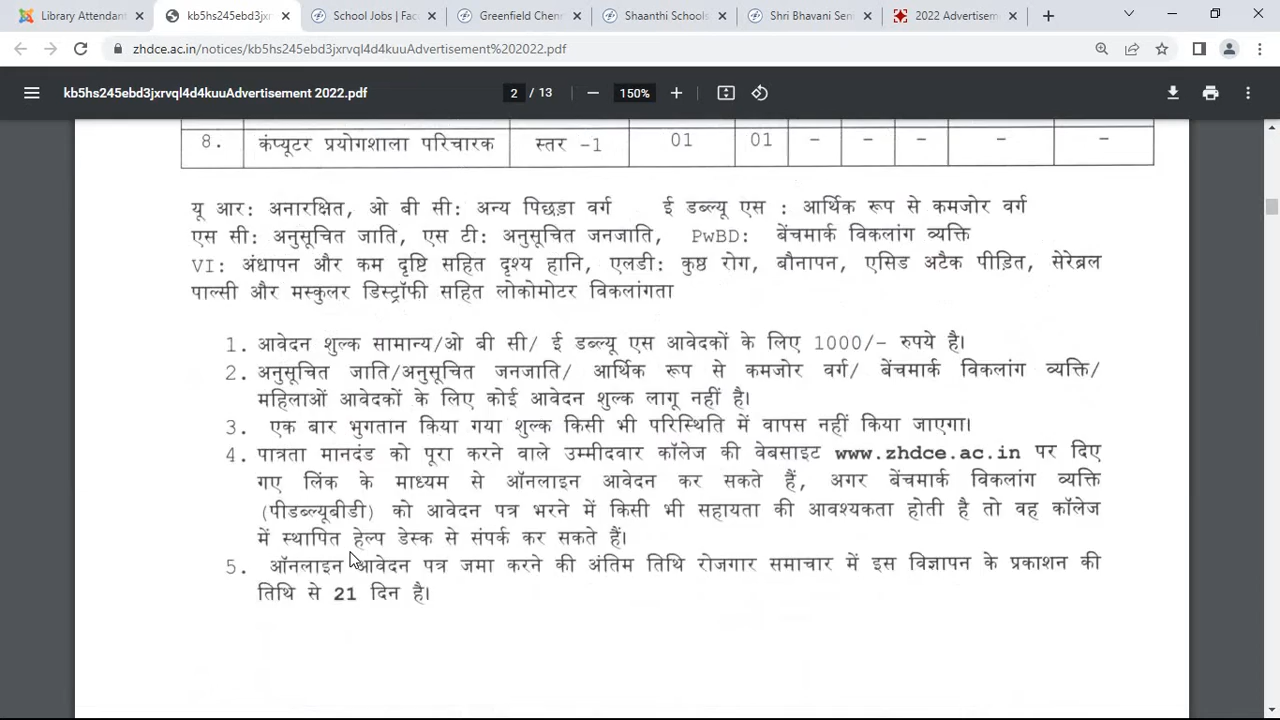 Library Attendan
kb5hs245ebd3jxr
School Jobs | Fac
Greenfield Chenn
Shaanthi Schools
Shri Bhavani Sen
2022 Advertisem
zhdce.ac.in/notices/kb5hs245ebd3jxrvql4d4kuuAdvertisement%202022.pdf
kb5hs245ebd3jxrvql4d4kuuAdvertisement 2022.pdf
2 / 13
150%
8. कंप्यूटर प्रयोगशाला परिचारक स्तर -1 01 01 - - - - -
यू आर: अनारक्षित, ओ बी सी: अन्य पिछड़ा वर्ग ई डब्ल्यू एस : आर्थिक रूप से कमजोर वर्ग
एस सी: अनुसूचित जाति, एस टी: अनुसूचित जनजाति, PwBD: बेंचमार्क विकलांग व्यक्ति
VI: अंधापन और कम दृष्टि सहित दृश्य हानि, एलडी: कुष्ठ रोग, बौनापन, एसिड अटैक पीड़ित, सेरेब्रल
पाल्सी और मस्कुलर डिस्ट्रॉफी सहित लोकोमोटर विकलांगता
1. आवेदन शुल्क सामान्य/ओ बी सी/ ई डब्ल्यू एस आवेदकों के लिए 1000/- रुपये है।
2. अनुसूचित जाति/अनुसूचित जनजाति/ आर्थिक रूप से कमजोर वर्ग/ बेंचमार्क विकलांग व्यक्ति/
महिलाओं आवेदकों के लिए कोई आवेदन शुल्क लागू नहीं है।
3. एक बार भुगतान किया गया शुल्क किसी भी परिस्थिति में वापस नहीं किया जाएगा।
4. पात्रता मानदंड को पूरा करने वाले उम्मीदवार कॉलेज की वेबसाइट www.zhdce.ac.in पर दिए
गए लिंक के माध्यम से ऑनलाइन आवेदन कर सकते हैं, अगर बेंचमार्क विकलांग व्यक्ति
(पीडब्ल्यूबीडी) को आवेदन पत्र भरने में किसी भी सहायता की आवश्यकता होती है तो वह कॉलेज
में स्थापित हेल्प डेस्क से संपर्क कर सकते हैं।
5. ऑनलाइन आवेदन पत्र जमा करने की अंतिम तिथि रोजगार समाचार में इस विज्ञापन के प्रकाशन की
तिथि से 21 दिन है।